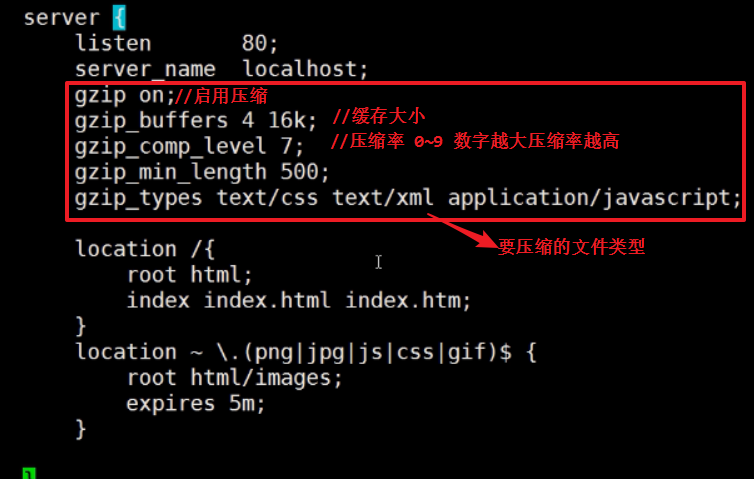 server {
listen 80;
server_name localhost;
gzip on;//启用压缩
gzip_buffers 4 16k; //缓存大小
gzip_comp_level 7; //压缩率 0~9 数字越大压缩率越高
gzip_min_length 500;
gzip_types text/css text/xml application/javascript;
要压缩的文件类型
location /{
root html;
index index.html index.htm;
}
location ~ \.(png|jpg|js|css|gif)$ {
root html/images;
expires 5m;
}
}